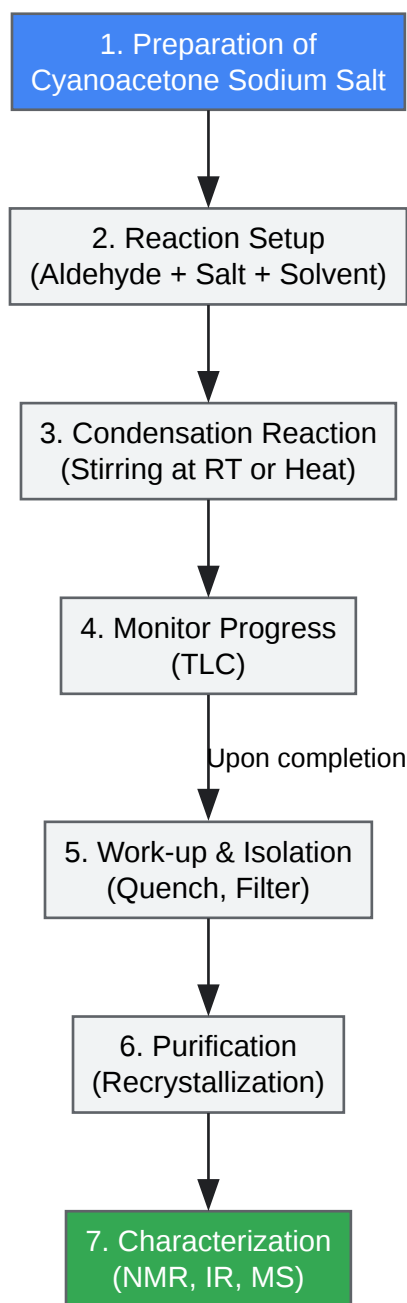 1. Preparation of
Cyanoacetone Sodium Salt
2. Reaction Setup
(Aldehyde + Salt + Solvent)
3. Condensation Reaction
(Stirring at RT or Heat)
4. Monitor Progress
(TLC)
Upon completion
5. Work-up & Isolation
(Quench, Filter)
6. Purification
(Recrystallization)
7. Characterization
(NMR, IR, MS)